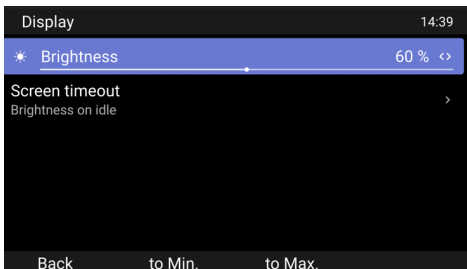 Display 14:39
Brightness 60 % <>
Screen timeout
Brightness on idle
Back to Min. to Max.